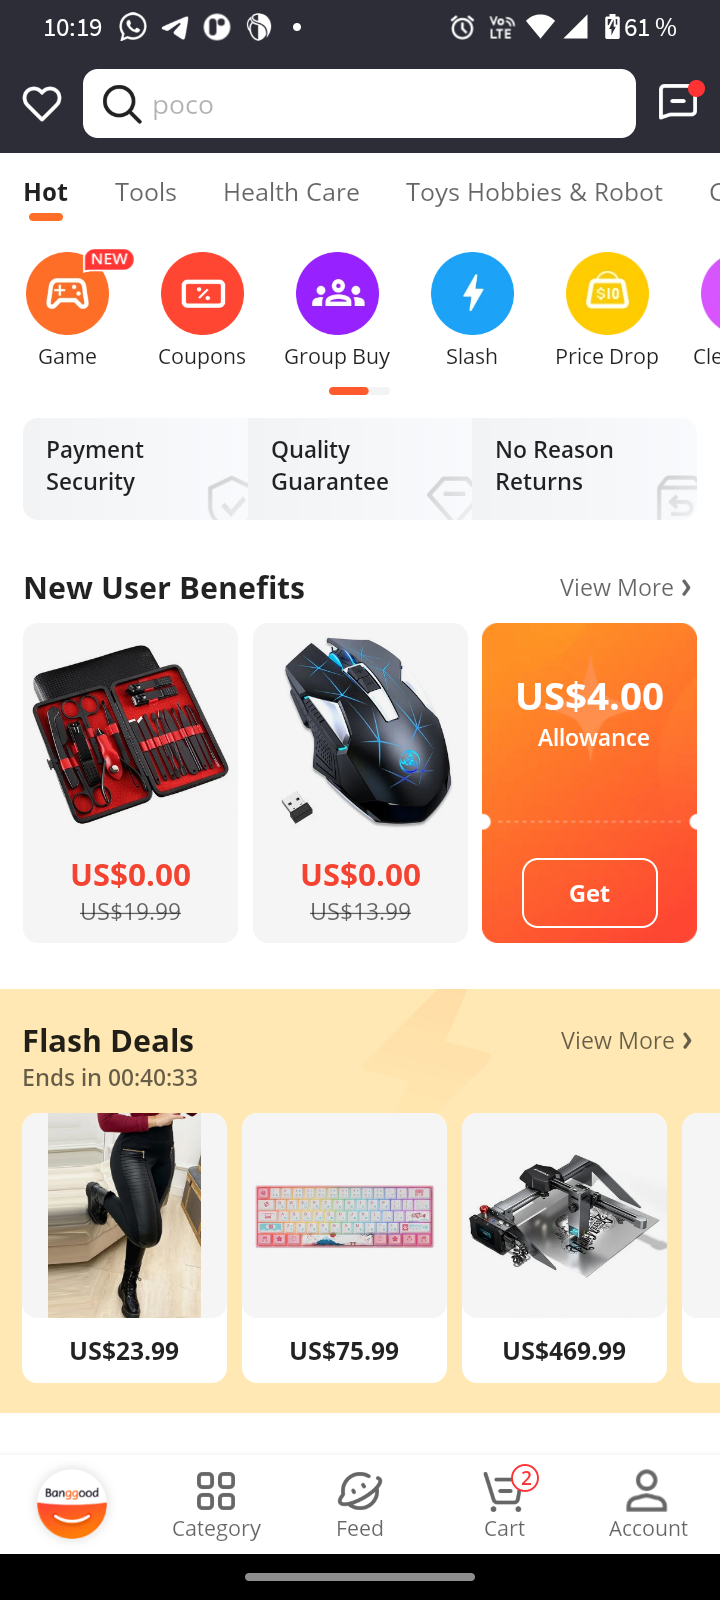 10:19
Vo))
LTE
61 %
poco
Hot
Tools
Health Care
Toys Hobbies & Robot
NEW
$10
Game
Coupons
Group Buy
Slash
Price Drop
Cle
Payment
Security
Quality
Guarantee
No Reason
Returns
New User Benefits
View More
US$0.00
US$19.99
US$0.00
US$13.99
US$4.00
Allowance
Get
Flash Deals
View More
Ends in 00:40:33
US$23.99
US$75.99
US$469.99
Banggood
Category
Feed
2
Cart
Account